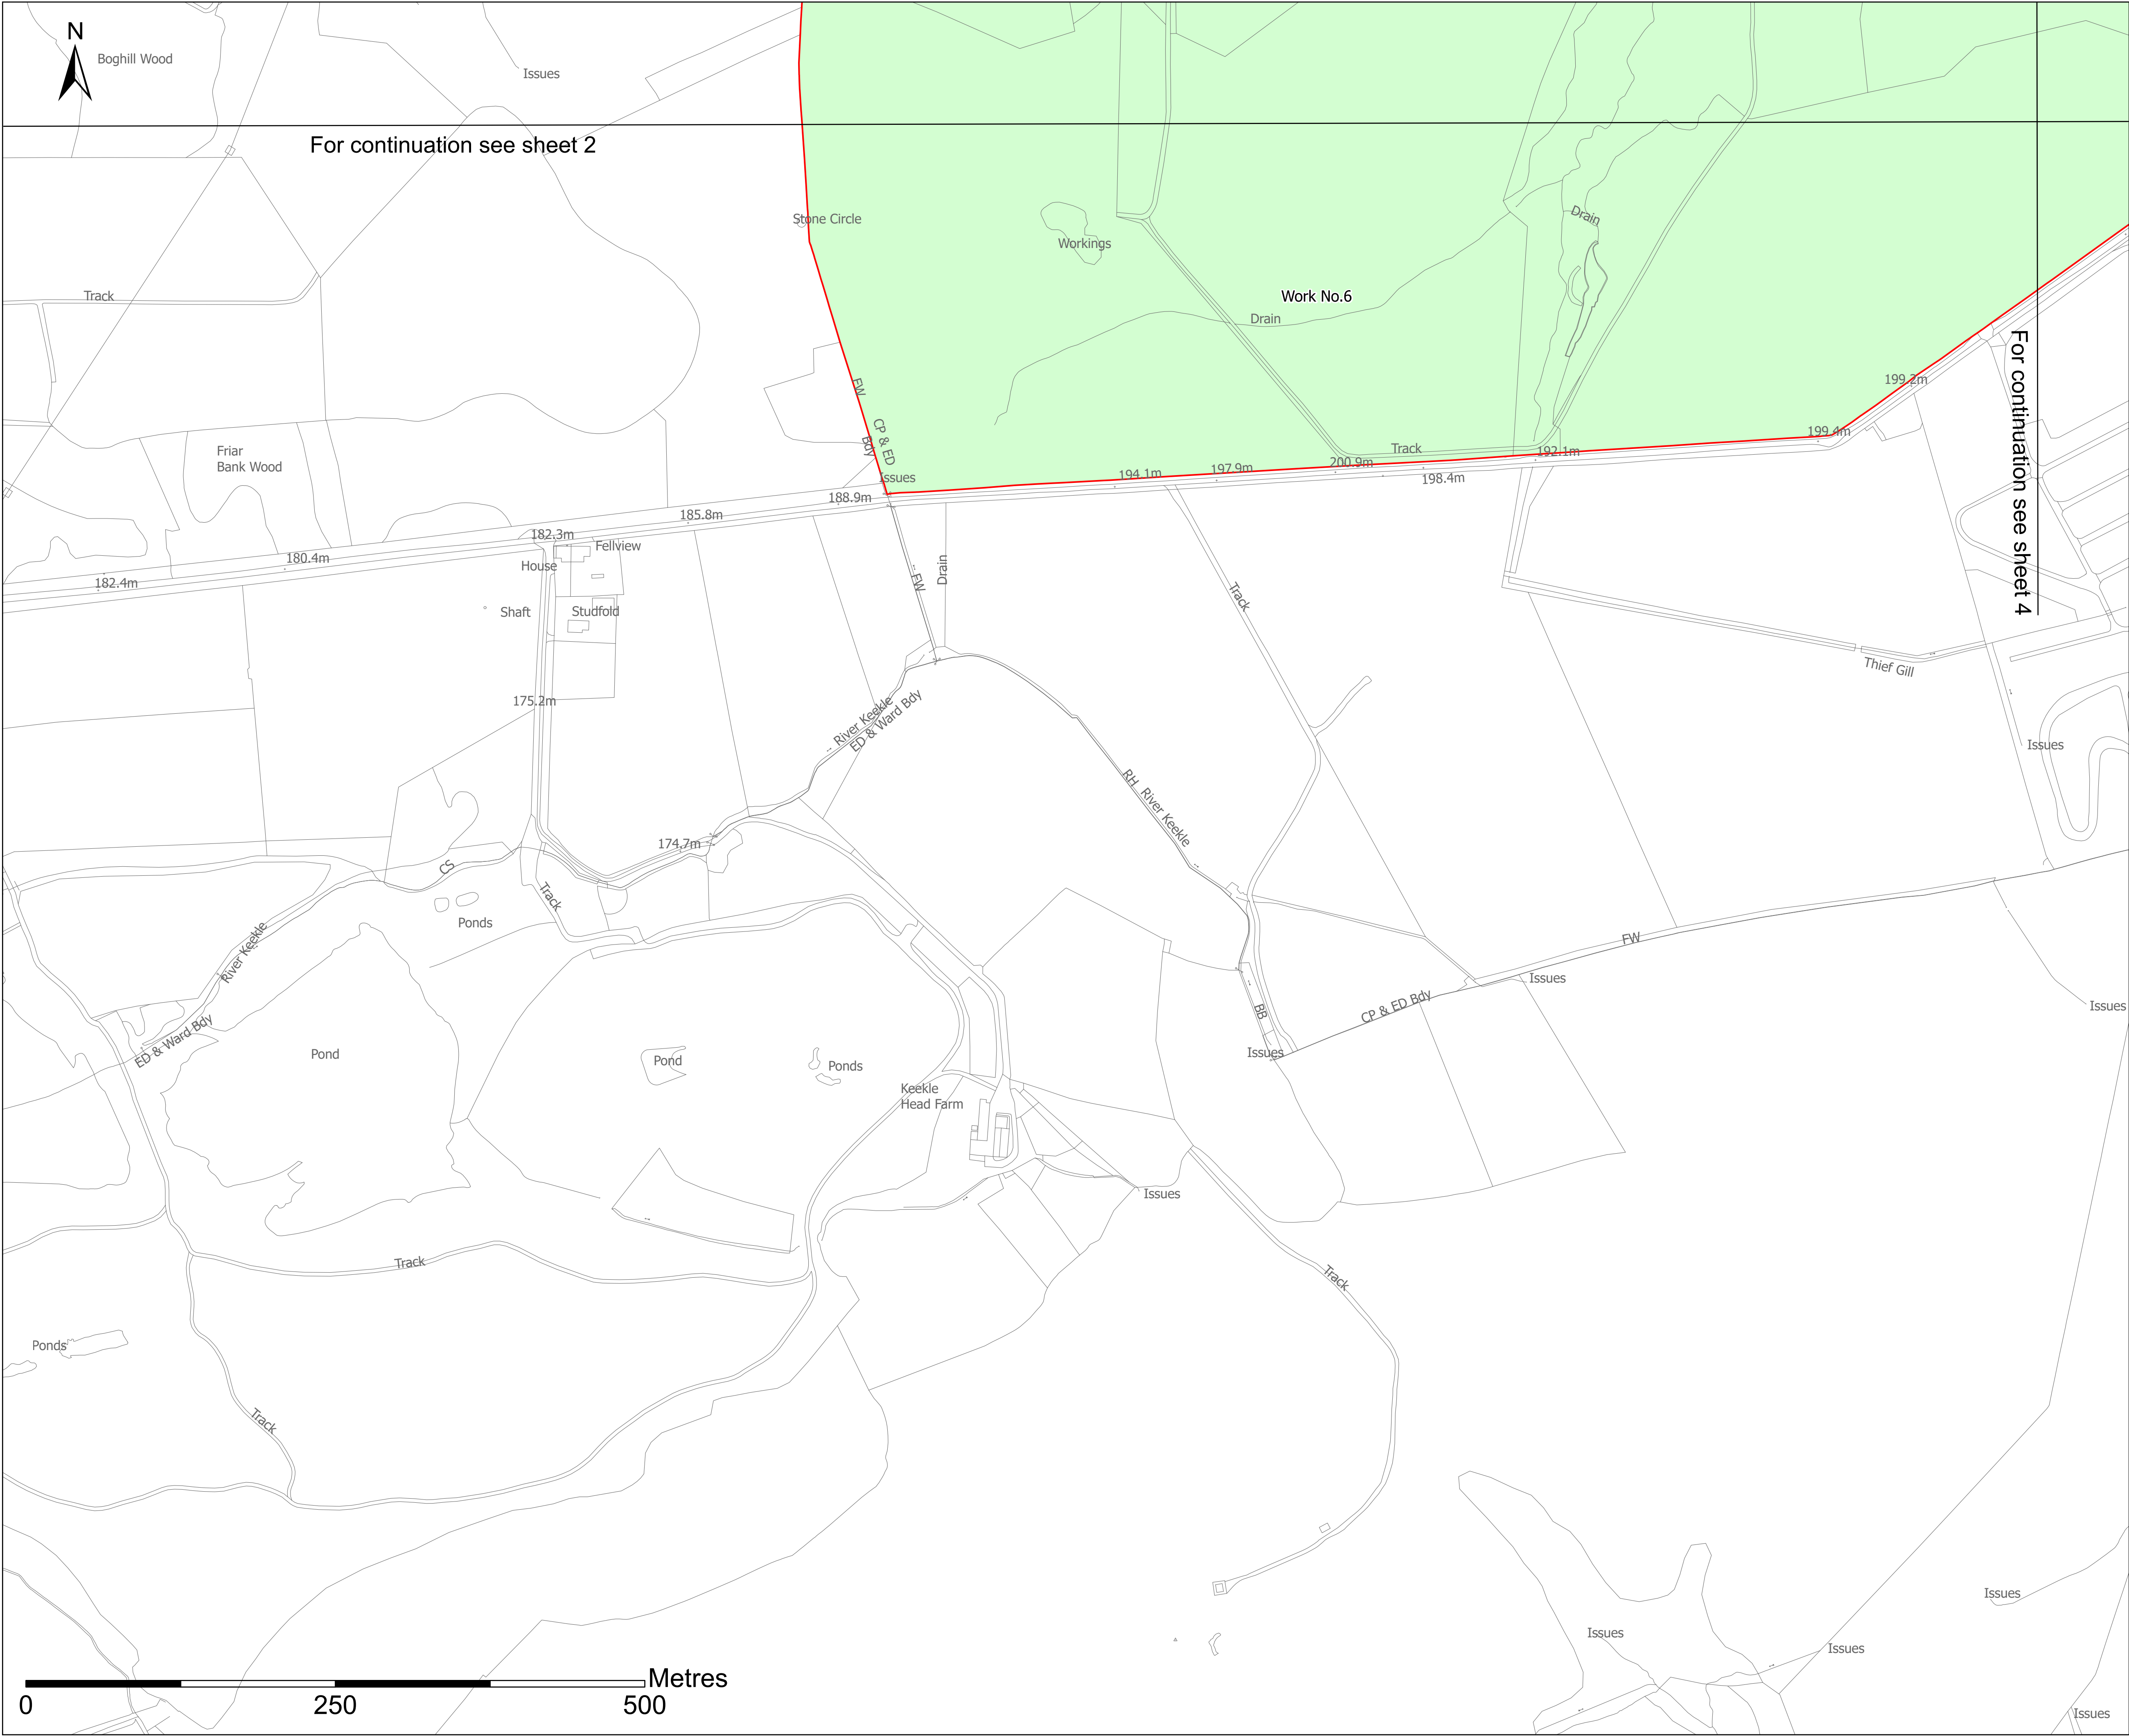 N
Boghill Wood
Issues
For continuation see sheet 2
Stone Circle
Workings
Drain
Track
Work No.6
Drain
For continuation see sheet 4
199.2m
FW
CP & ED
Bdy
Friar
Bank Wood
199.4m
Track
192.1m
200.9m
197.9m
194.1m
198.4m
Issues
188.9m
185.8m
182.3m
180.4m
182.4m
Fellview
House
Shaft
Studfold
FW
Drain
Track
Thief Gill
175.2m
River Keekle
ED & Ward Bdy
Issues
RH River Keekle
174.7m
CS
Track
Ponds
River Keekle
FW
Issues
Issues
CP & ED Bdy
BB
Issues
ED & Ward Bdy
Pond
Pond
Ponds
Keekle
Head Farm
Issues
Track
Track
Ponds
Track
Issues
Issues
Issues
Issues
Metres
0
250
500